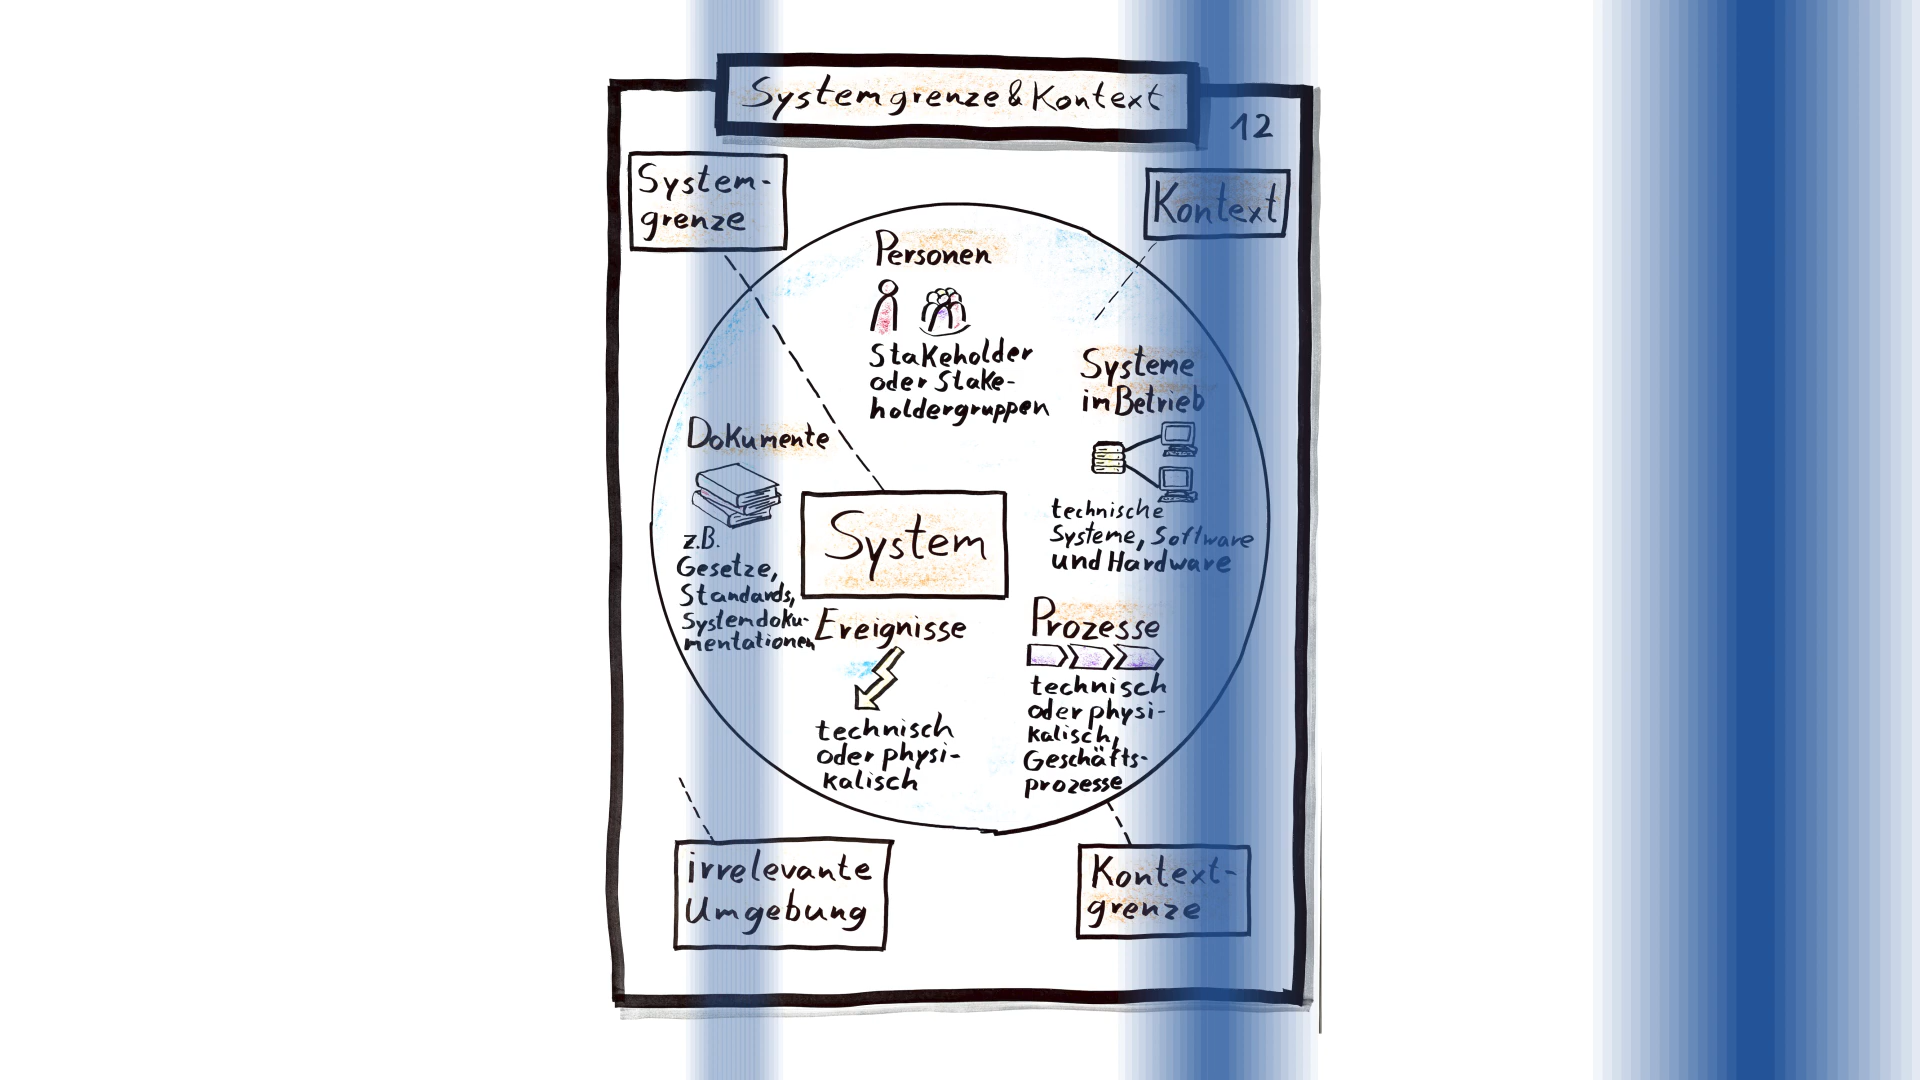 Systemgrenze & Kontext
12
System-
grenze
Kontext
Personen
Stakeholder
oder Stake-
holdergruppen
Systeme
im Betrieb
technische
Systeme, Software
und Hardware
Dokumente
z.B.
Gesetze,
Standards,
Systemdoku-
mentationen
System
Ereignisse
technisch
oder physi-
kalisch
Prozesse
technisch
oder physi-
kalisch,
Geschäfts-
prozesse
irrelevante
Umgebung
Kontext-
grenze